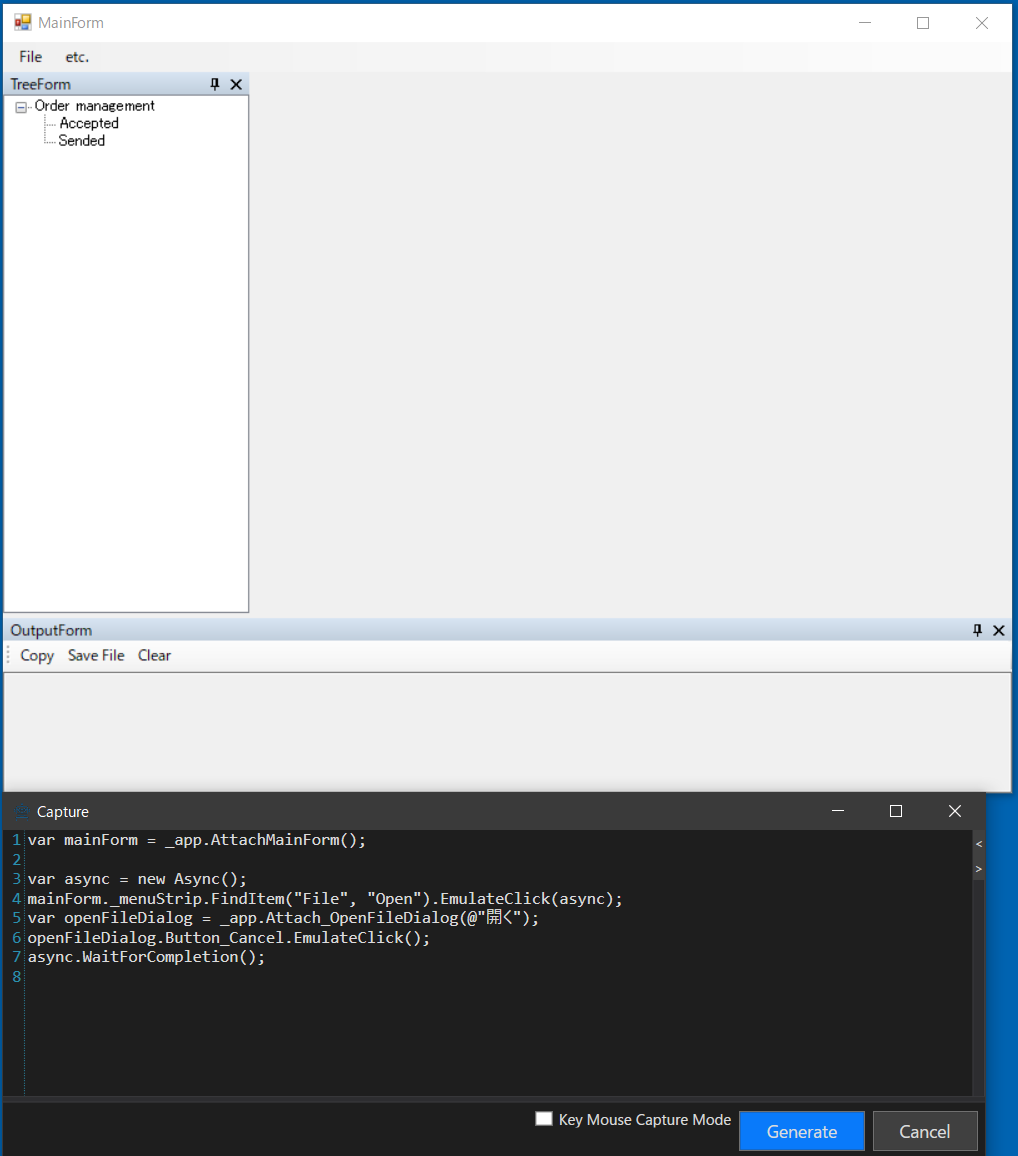 MainForm
File etc.
TreeForm
Order management
Accepted
Sended
OutputForm
Copy Save File Clear
Capture
1 var mainForm = _app.AttachMainForm();
2
3 var async = new Async();
4 mainForm._menuStrip.FindItem("File", "Open").EmulateClick(async);
5 var openFileDialog = _app.Attach_OpenFileDialog(@"開く");
6 openFileDialog.Button_Cancel.EmulateClick();
7 async.WaitForCompletion();
8
<
>
Key Mouse Capture Mode Generate Cancel